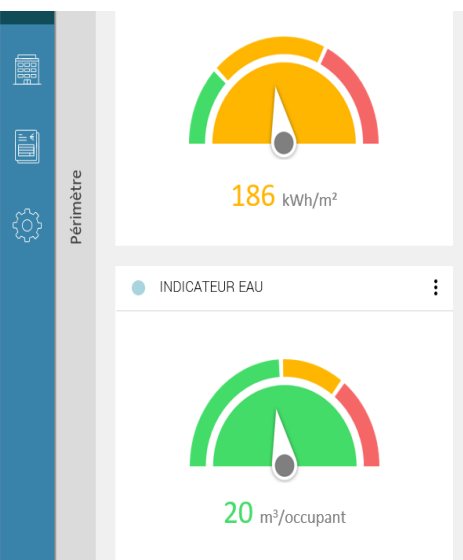 Périmètre
186 kWh/m²
INDICATEUR EAU
20 m³/occupant